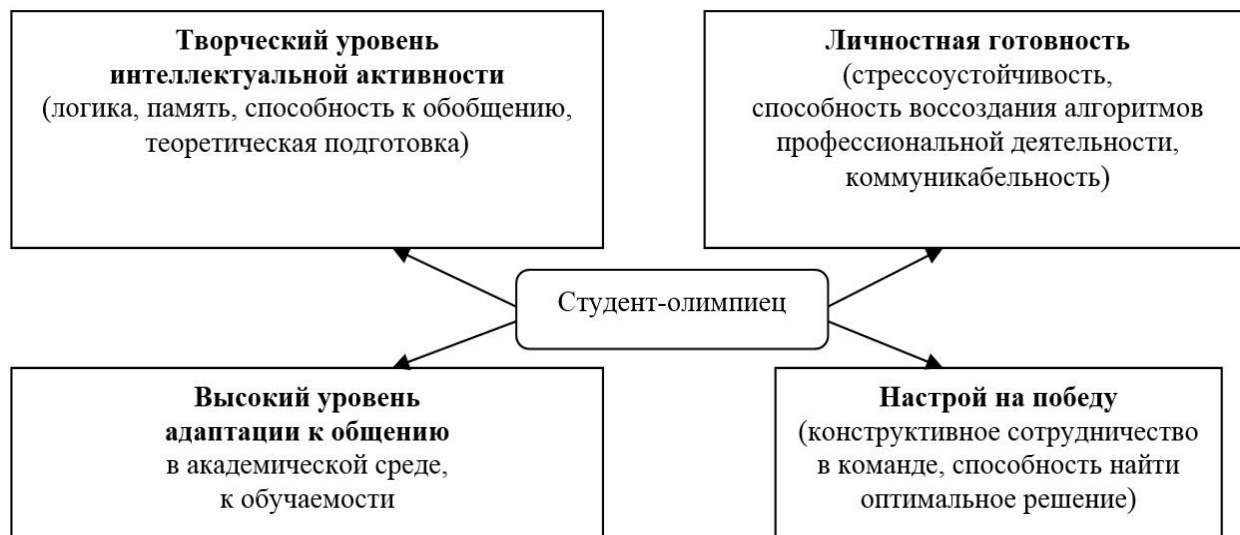 Творческий уровень
интеллектуальной активности
(логика, память, способность к обобщению,
теоретическая подготовка)
Личностная готовность
(стрессоустойчивость,
способность воссоздания алгоритмов
профессиональной деятельности,
коммуникабельность)
Студент-олимпиец
Высокий уровень
адаптации к общению
в академической среде,
к обучаемости
Настрой на победу
(конструктивное сотрудничество
в команде, способность найти
оптимальное решение)